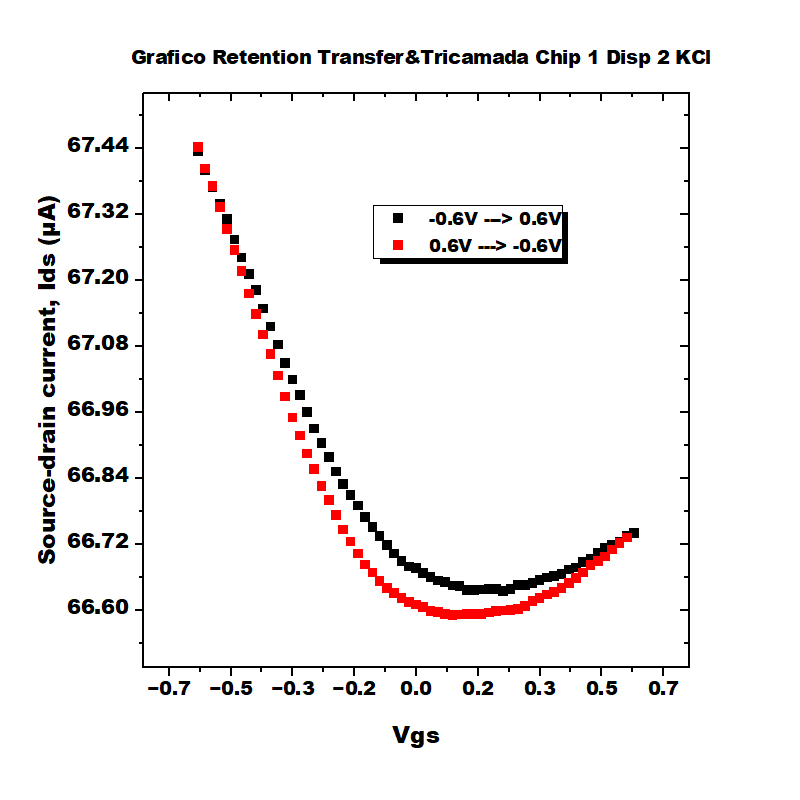 Grafico Retention Transfer&Tricamada Chip 1 Disp 2 KCl
67.44
67.32
67.20
67.08
66.96
66.84
66.72
66.60
Source-drain current, Ids (µA)
-0.6V ---> 0.6V
0.6V ---> -0.6V
−0.7 −0.5 −0.3 −0.2 0.0 0.2 0.3 0.5 0.7
Vgs